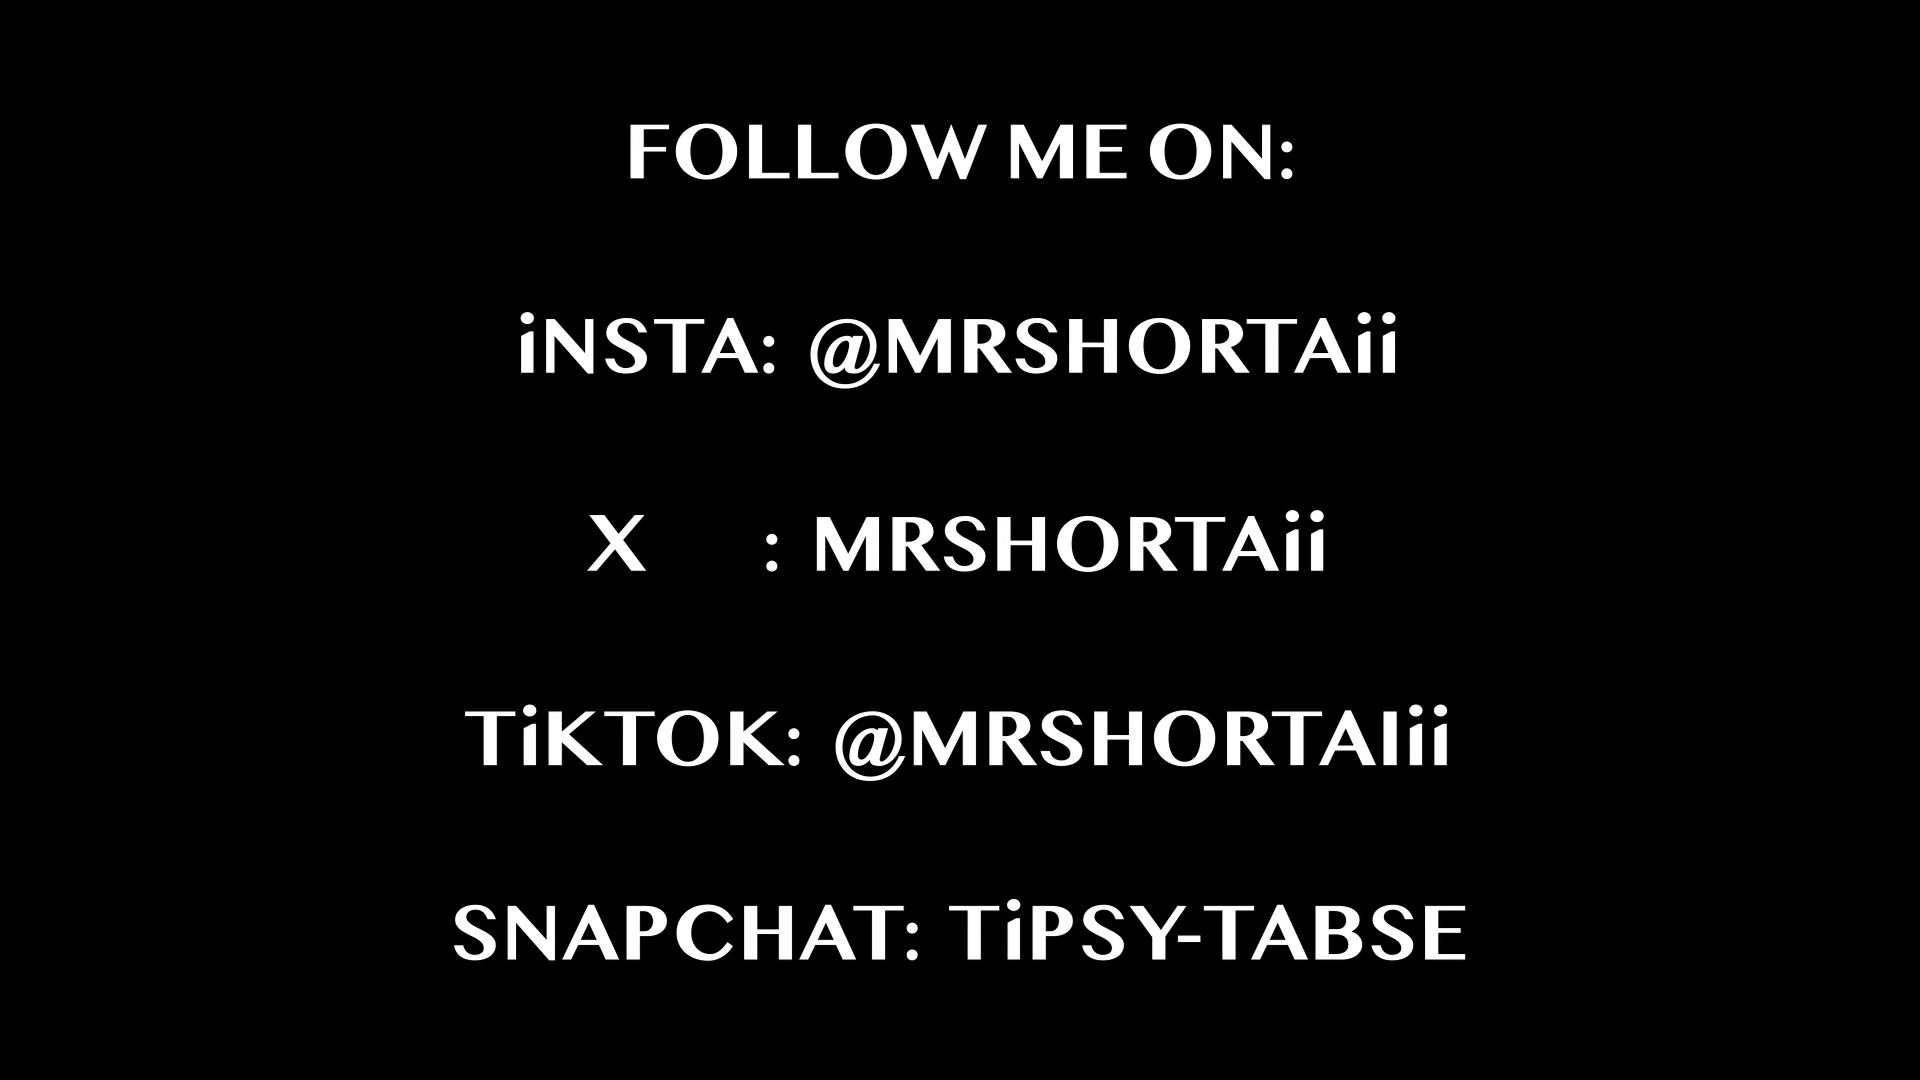 FOLLOW ME ON:
iNSTA: @MRSHORTAii
X : MRSHORTAii
TiKTOK: @MRSHORTAIii
SNAPCHAT: TiPSY-TABSE